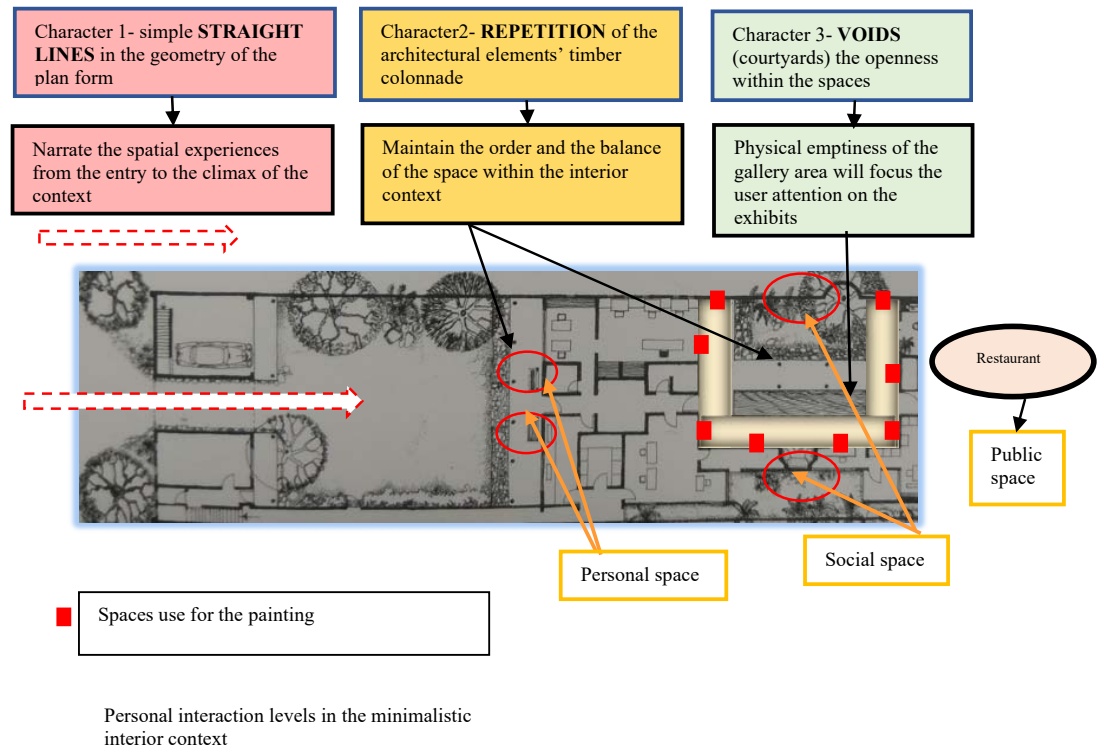 Character 1- simple STRAIGHT
LINES in the geometry of the
plan form
Character2- REPETITION of the
architectural elements’ timber
colonnade
Character 3- VOIDS
(courtyards) the openness
within the spaces
Narrate the spatial experiences
from the entry to the climax of the
context
Maintain the order and the balance
of the space within the interior
context
Physical emptiness of the
gallery area will focus the
user attention on the
exhibits
Restaurant
Public
space
Personal space
Social space
Spaces use for the painting
Personal interaction levels in the minimalistic
interior context